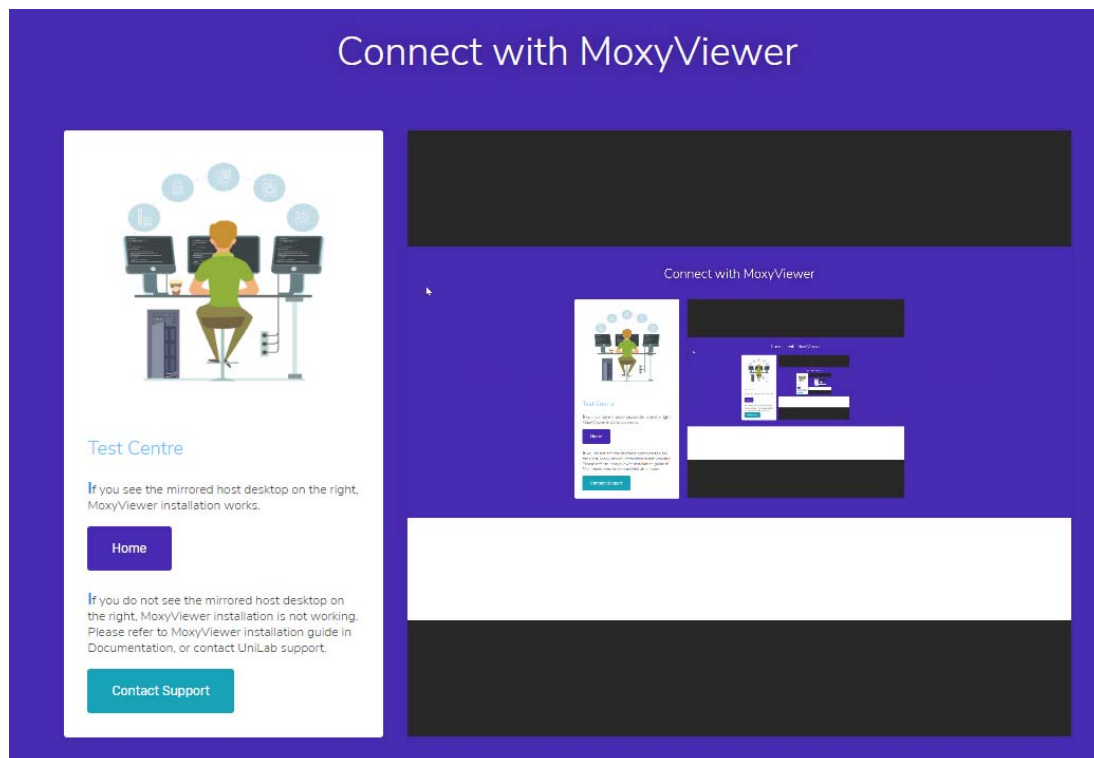 Connect with MoxyViewer
Test Centre
If you see the mirrored host desktop on the right,
MoxyViewer installation works.
Home
If you do not see the mirrored host desktop on
the right, MoxyViewer installation is not working.
Please refer to MoxyViewer installation guide in
Documentation, or contact UniLab support.
Contact Support
Connect with MoxyViewer
Test Centre
Home
Contact Support